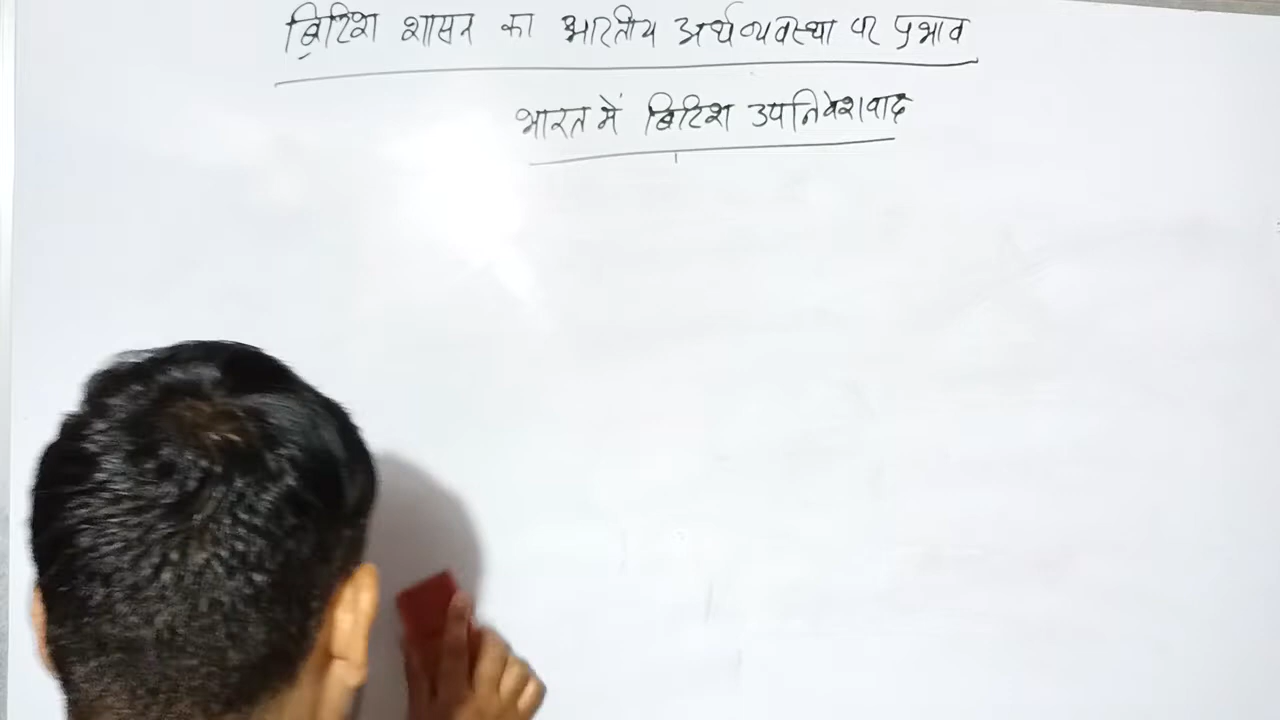 ब्रिटिश शासन का भारतीय अर्थव्यवस्था पर प्रभाव
भारत में ब्रिटिश उपनिवेशवाद